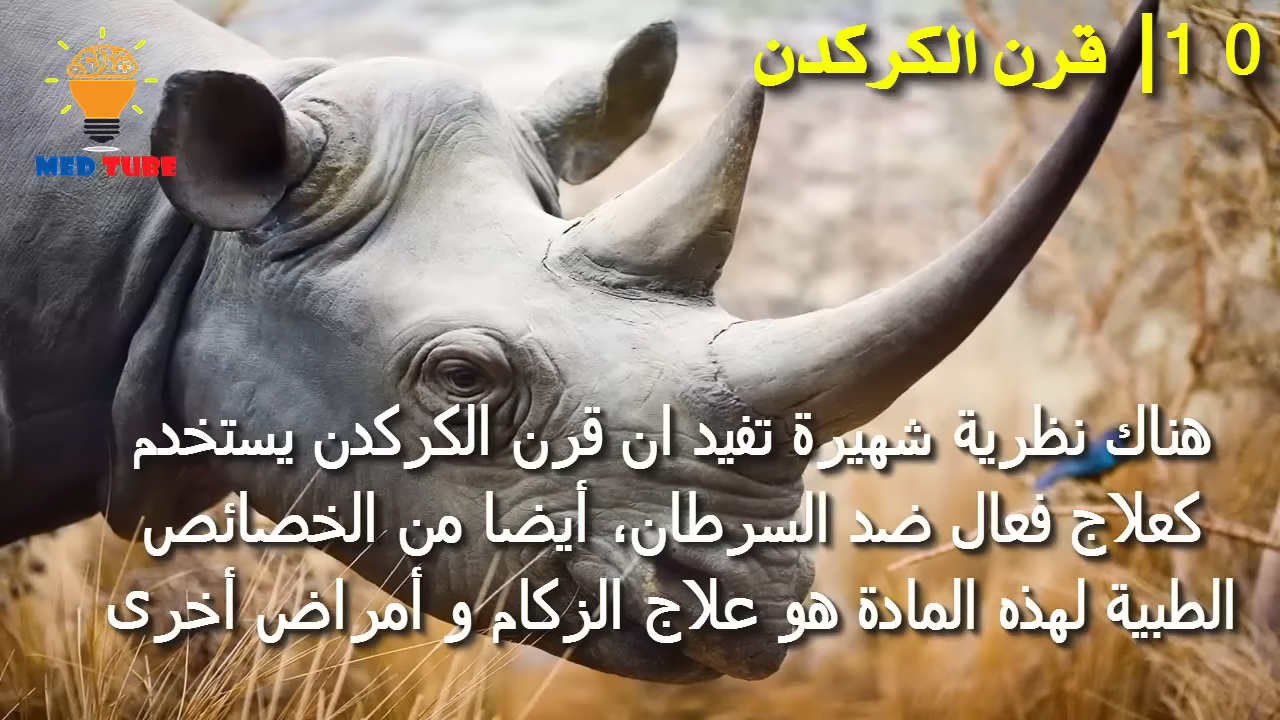 10| قرن الكركدن
MED TUBE
هناك نظرية شهيرة تفيد ان قرن الكركدن يستخدم
كعلاج فعال ضد السرطان، أيضا من الخصائص
الطبية لهذه المادة هو علاج الزكام و أمراض أخرى